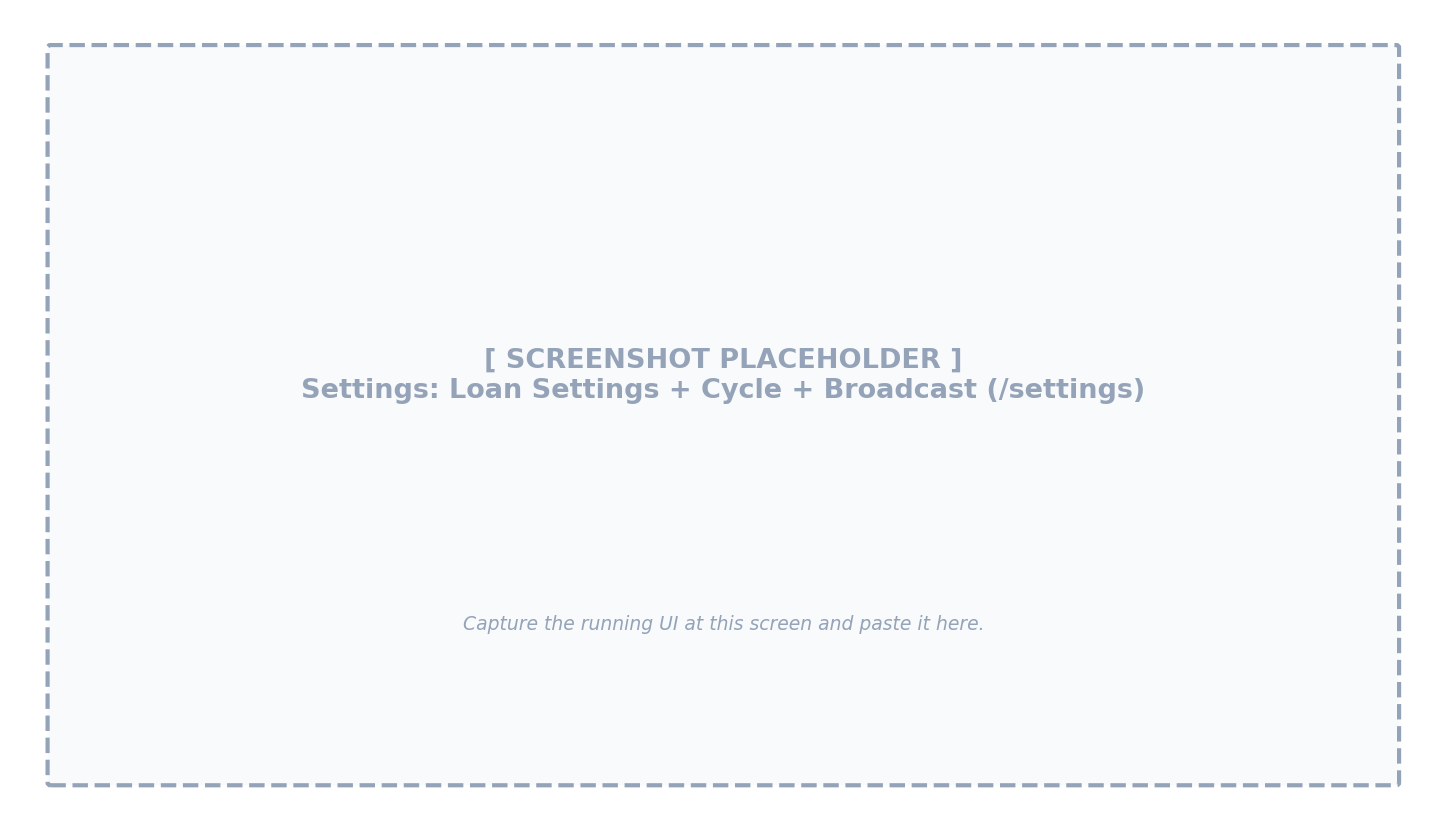 [ SCREENSHOT PLACEHOLDER ]
Settings: Loan Settings + Cycle + Broadcast (/settings)
Capture the running UI at this screen and paste it here.